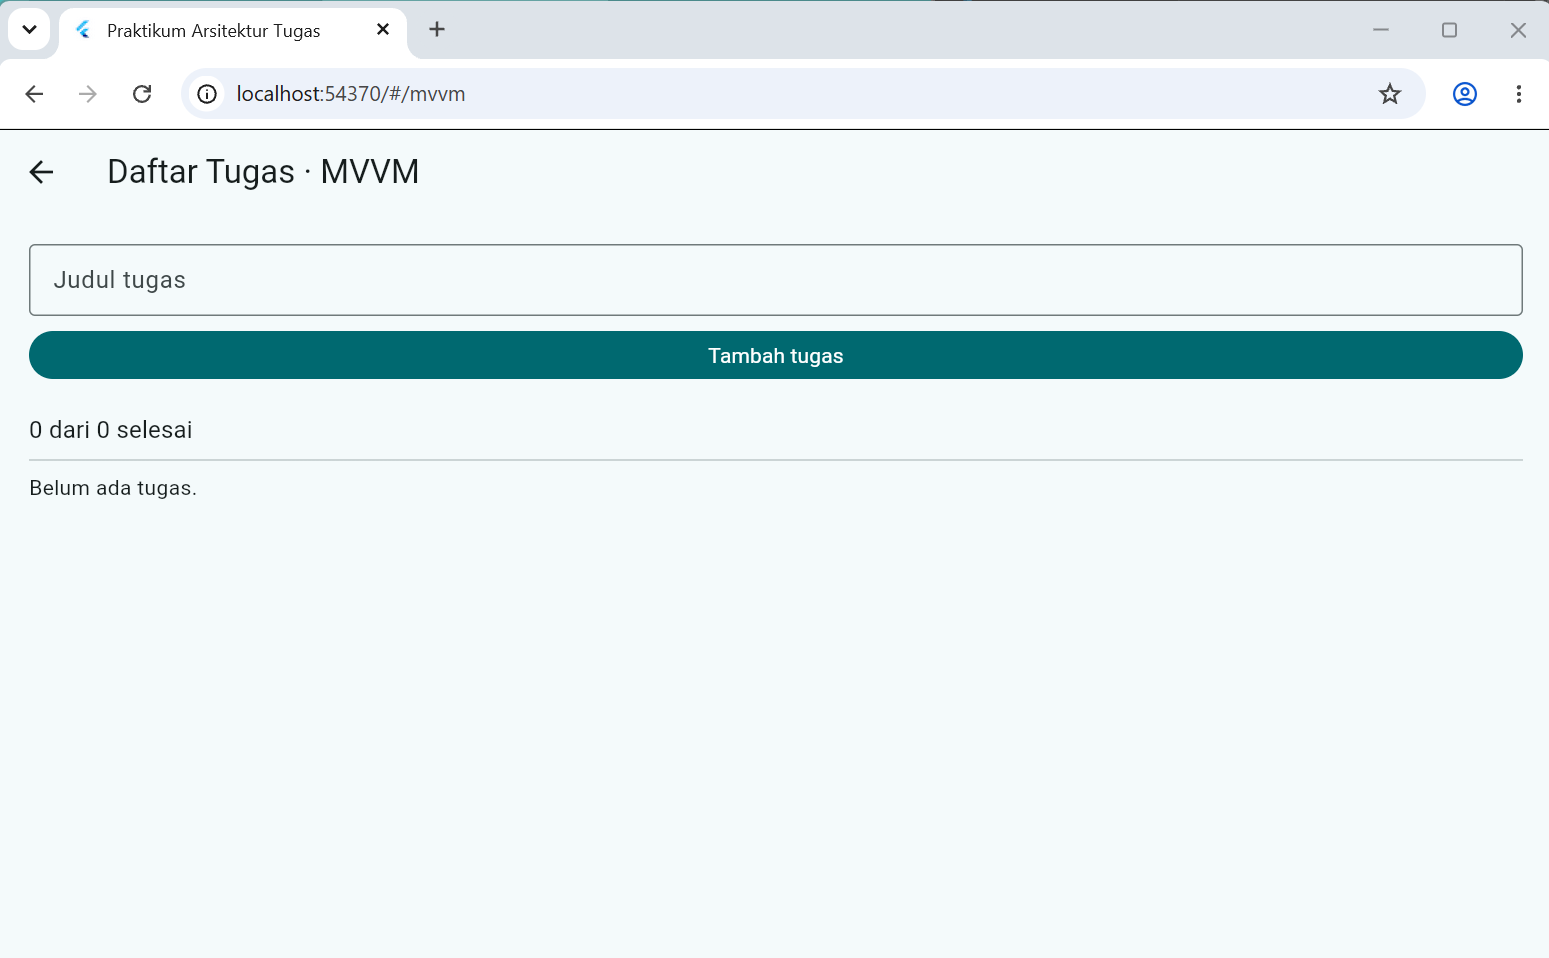 Praktikum Arsitektur Tugas
localhost:54370/#/mvvm
Daftar Tugas · MVVM
Judul tugas
Tambah tugas
0 dari 0 selesai
Belum ada tugas.